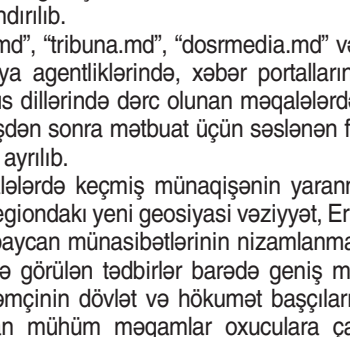 ndırılıb.
md”, “tribuna.md”, “dosrmedia.md” və
ya agentliklərində, xəbər portalların
us dillərində dərc olunan məqalələrdə
şdən sonra mətbuat üçün səslənən f
ayrılıb.
lələrdə keçmiş münaqişənin yaranm
egiondakı yeni geosiyasi vəziyyət, Er
baycan münasibətlərinin nizamlanma
ə görülən tədbirlər barədə geniş m
əmçinin dövlət və hökumət başçıları
an mühüm məqamlar oxuculara ça